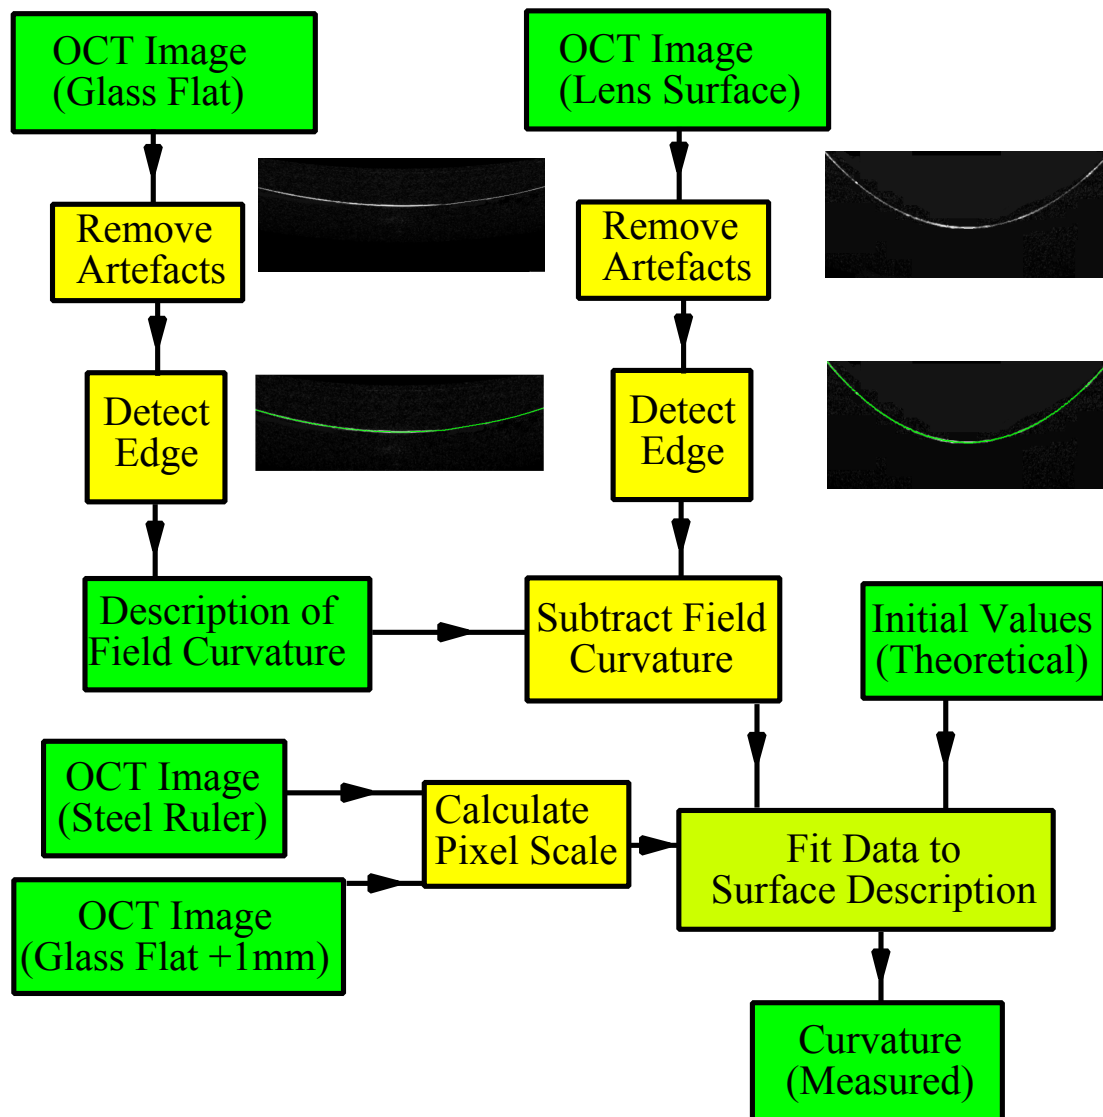 OCT Image
(Glass Flat)
OCT Image
(Lens Surface)
Remove
Artefacts
Remove
Artefacts
Detect
Edge
Detect
Edge
Description of
Field Curvature
Subtract Field
Curvature
Initial Values
(Theoretical)
OCT Image
(Steel Ruler)
Calculate
Pixel Scale
Fit Data to
Surface Description
OCT Image
(Glass Flat +1mm)
Curvature
(Measured)